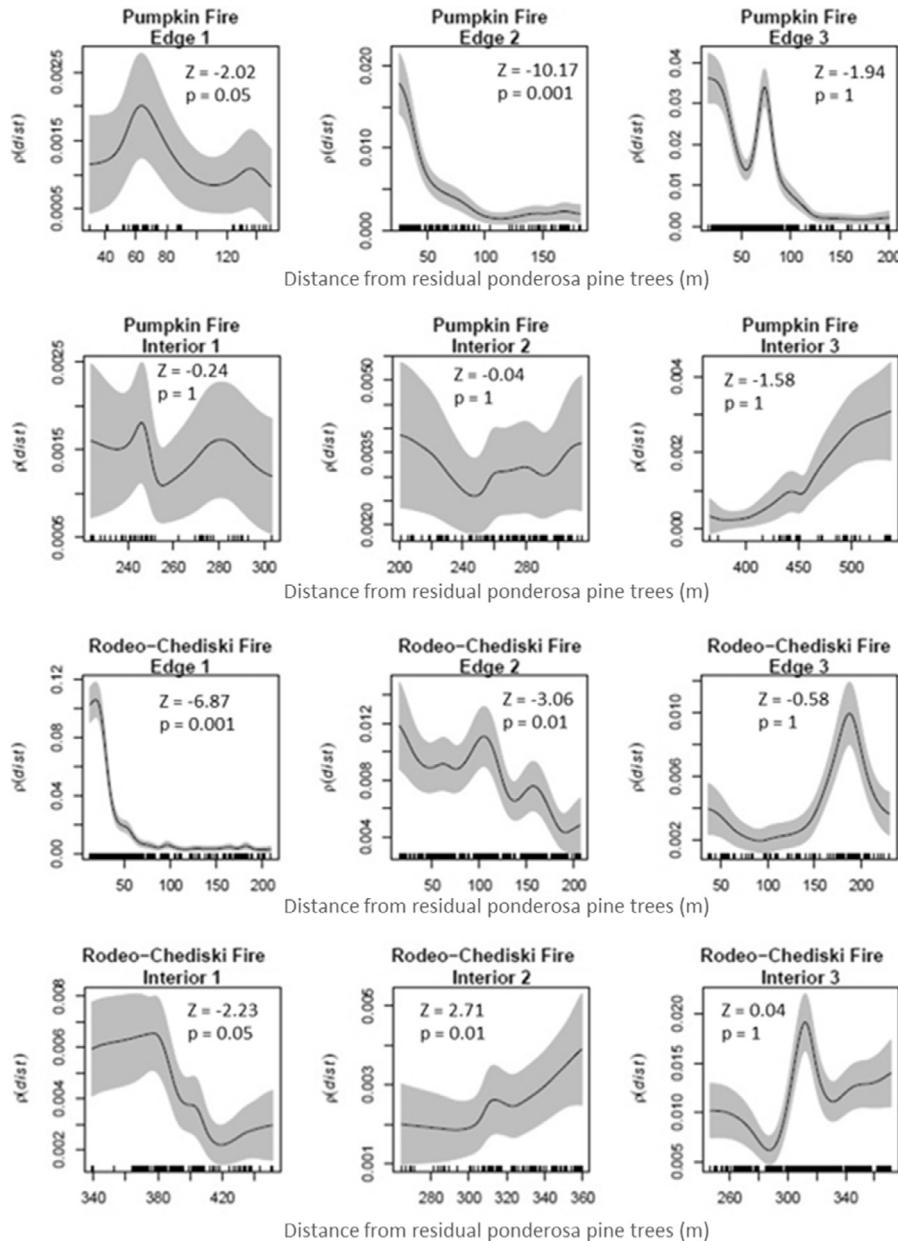 Pumpkin Fire
Edge 1
Z = -2.02
p = 0.05
ρ(dist)
0.0005 0.0015 0.0025
40 60 80 120
Pumpkin Fire
Edge 2
Z = -10.17
p = 0.001
ρ(dist)
0.000 0.010 0.020
50 100 150
Pumpkin Fire
Edge 3
Z = -1.94
p = 1
ρ(dist)
0.00 0.01 0.02 0.03 0.04
50 100 150 200
Distance from residual ponderosa pine trees (m)
Pumpkin Fire
Interior 1
Z = -0.24
p = 1
ρ(dist)
0.0005 0.0015 0.0025
240 260 280 300
Pumpkin Fire
Interior 2
Z = -0.04
p = 1
ρ(dist)
0.0020 0.0035 0.0050
200 240 280
Pumpkin Fire
Interior 3
Z = -1.58
p = 1
ρ(dist)
0.000 0.002 0.004
400 450 500
Distance from residual ponderosa pine trees (m)
Rodeo−Chediski Fire
Edge 1
Z = -6.87
p = 0.001
ρ(dist)
0.00 0.04 0.08 0.12
50 100 150 200
Rodeo−Chediski Fire
Edge 2
Z = -3.06
p = 0.01
ρ(dist)
0.004 0.008 0.012
50 100 150 200
Rodeo−Chediski Fire
Edge 3
Z = -0.58
p = 1
ρ(dist)
0.002 0.006 0.010
50 100 150 200
Distance from residual ponderosa pine trees (m)
Rodeo−Chediski Fire
Interior 1
Z = -2.23
p = 0.05
ρ(dist)
0.002 0.004 0.006 0.008
340 380 420
Rodeo−Chediski Fire
Interior 2
Z = 2.71
p = 0.01
ρ(dist)
0.001 0.003 0.005
280 300 320 340 360
Rodeo−Chediski Fire
Interior 3
Z = 0.04
p = 1
ρ(dist)
0.005 0.010 0.015 0.020
260 300 340
Distance from residual ponderosa pine trees (m)